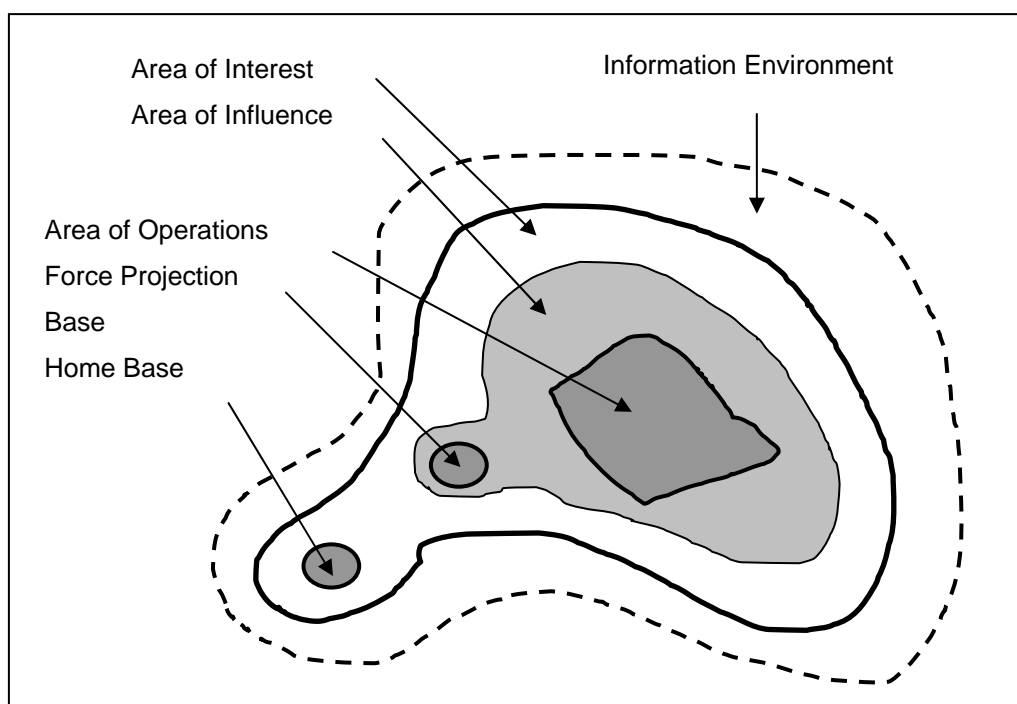 Area of Interest
Area of Influence
Information Environment
Area of Operations
Force Projection
Base
Home Base